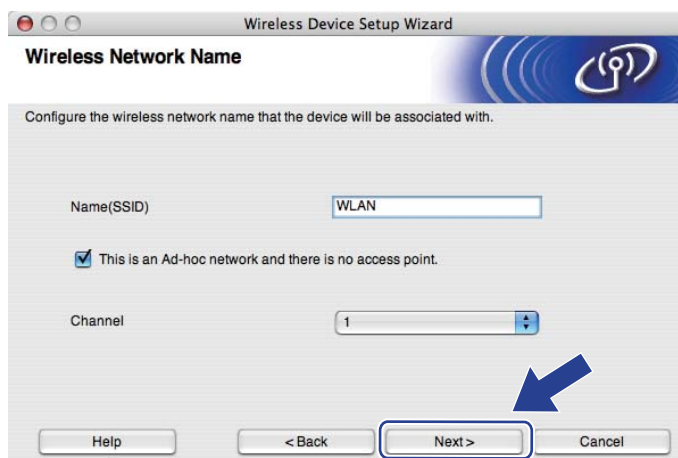 Wireless Device Setup Wizard
Wireless Network Name
Configure the wireless network name that the device will be associated with.
Name(SSID) WLAN
This is an Ad-hoc network and there is no access point.
Channel 1
Help < Back Next > Cancel